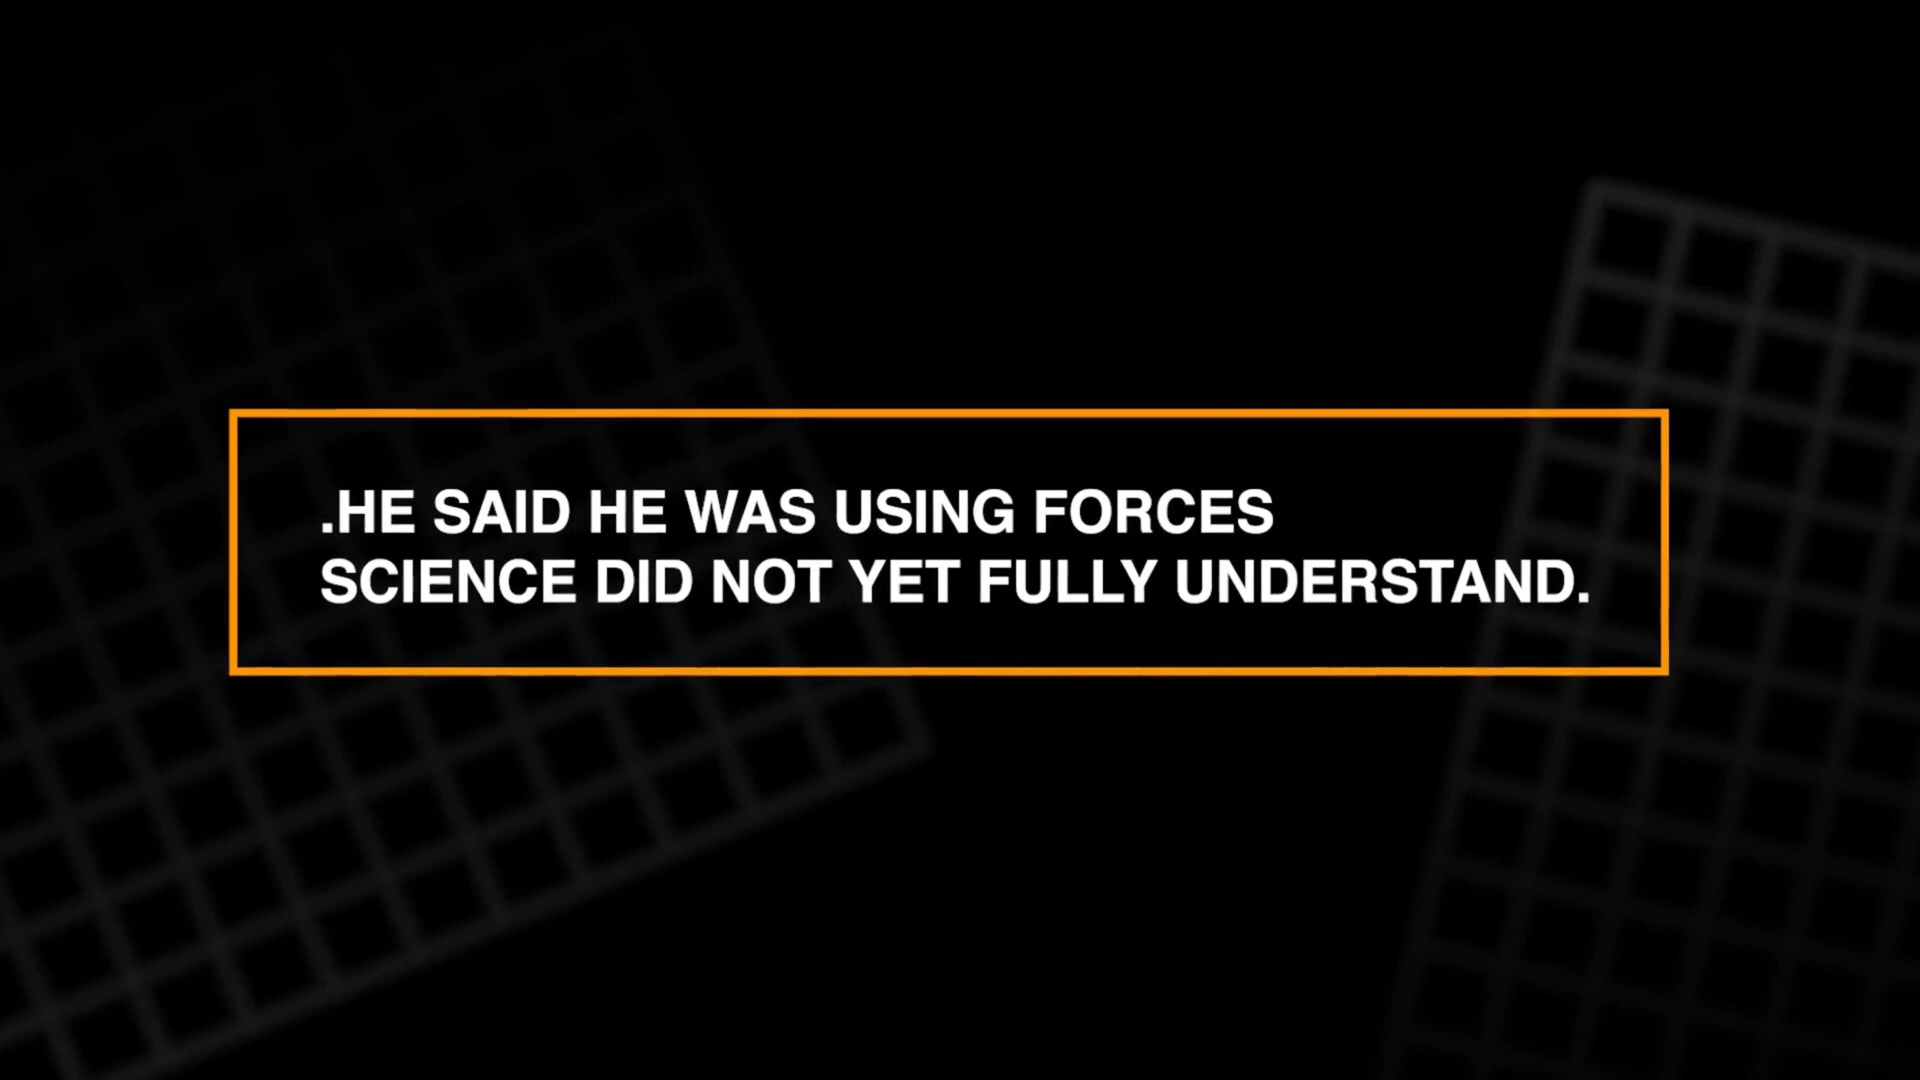 .HE SAID HE WAS USING FORCES
SCIENCE DID NOT YET FULLY UNDERSTAND.